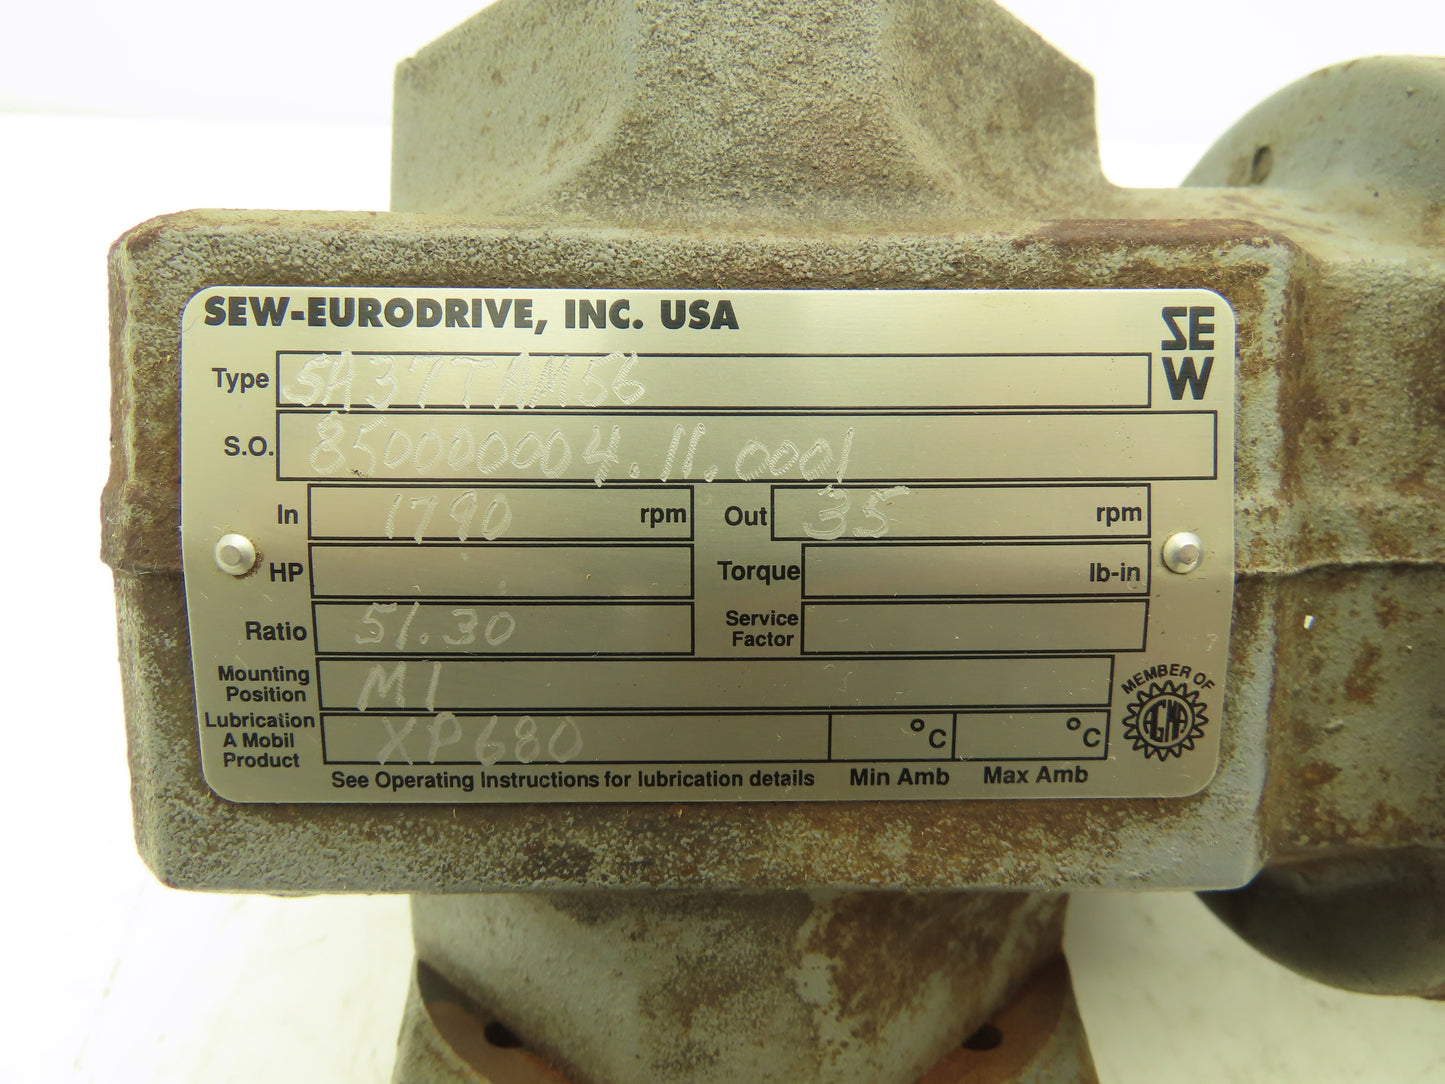 SEW-EURODRIVE, INC. USA
SEW
Type SA37TAM56
S.O. 850000004.11.0001
In 1790 rpm Out 35 rpm
HP Torque lb-in
Ratio 51.30 Service Factor
Mounting Position M1
Lubrication A Mobil Product XP680 °C °C
See Operating Instructions for lubrication details Min Amb Max Amb
MEMBER OF
AGMA